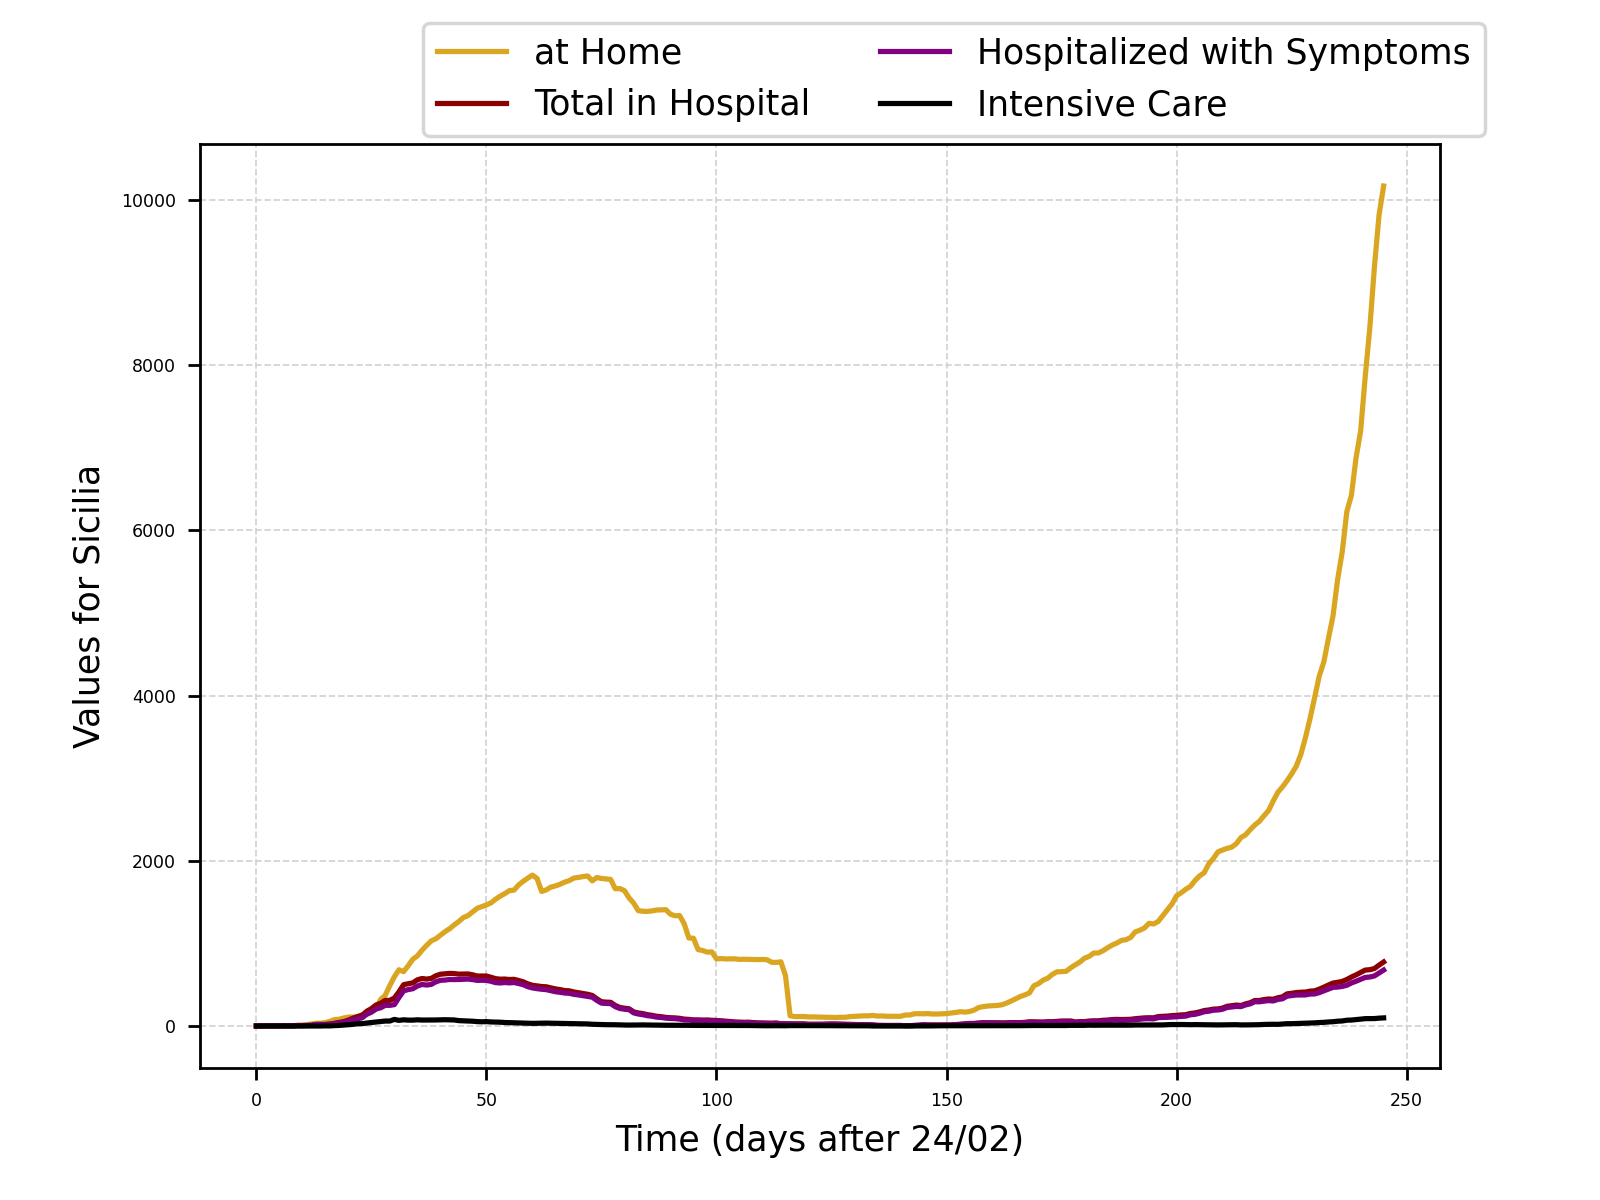 at Home
Total in Hospital
Hospitalized with Symptoms
Intensive Care
Values for Sicilia
10000
8000
6000
4000
2000
0
0 50 100 150 200 250
Time (days after 24/02)